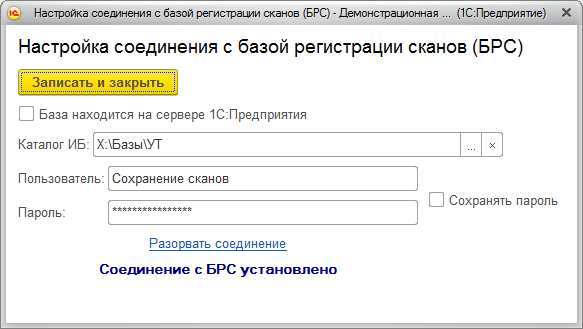 Настройка соединения с базой регистрации сканов (БРС) - Демонстрационная ... (1С:Предприятие)
Настройка соединения с базой регистрации сканов (БРС)
Записать и закрыть
База находится на сервере 1С:Предприятия
Каталог ИБ: X:\Базы\УТ ... ×
Пользователь: Сохранение сканов
Сохранять пароль
Пароль: ****************
Разорвать соединение
Соединение с БРС установлено